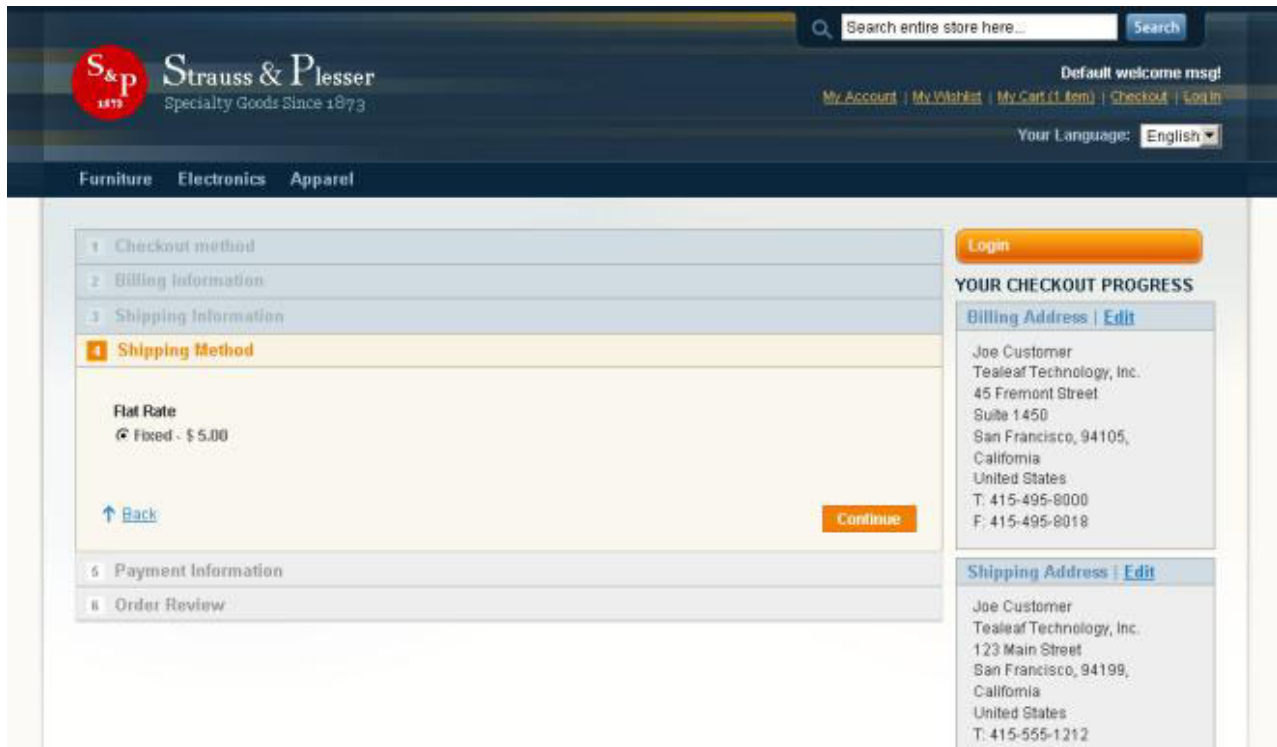 Search entire store here...
Search
S&P
1873
Strauss & Plesser
Specialty Goods Since 1873
Default welcome msg!
My Account | My Wishlist | My Cart (1 item) | Checkout | Log In
Your Language: English
Furniture Electronics Apparel
1 Checkout method
2 Billing Information
3 Shipping Information
4 Shipping Method
Flat Rate
Fixed - $ 5.00
Back
Continue
5 Payment Information
6 Order Review
Login
YOUR CHECKOUT PROGRESS
Billing Address | Edit
Joe Customer
Tealeaf Technology, Inc.
45 Fremont Street
Suite 1450
San Francisco, 94105,
California
United States
T: 415-495-8000
F: 415-495-8018
Shipping Address | Edit
Joe Customer
Tealeaf Technology, Inc.
123 Main Street
San Francisco, 94199,
California
United States
T: 415-555-1212